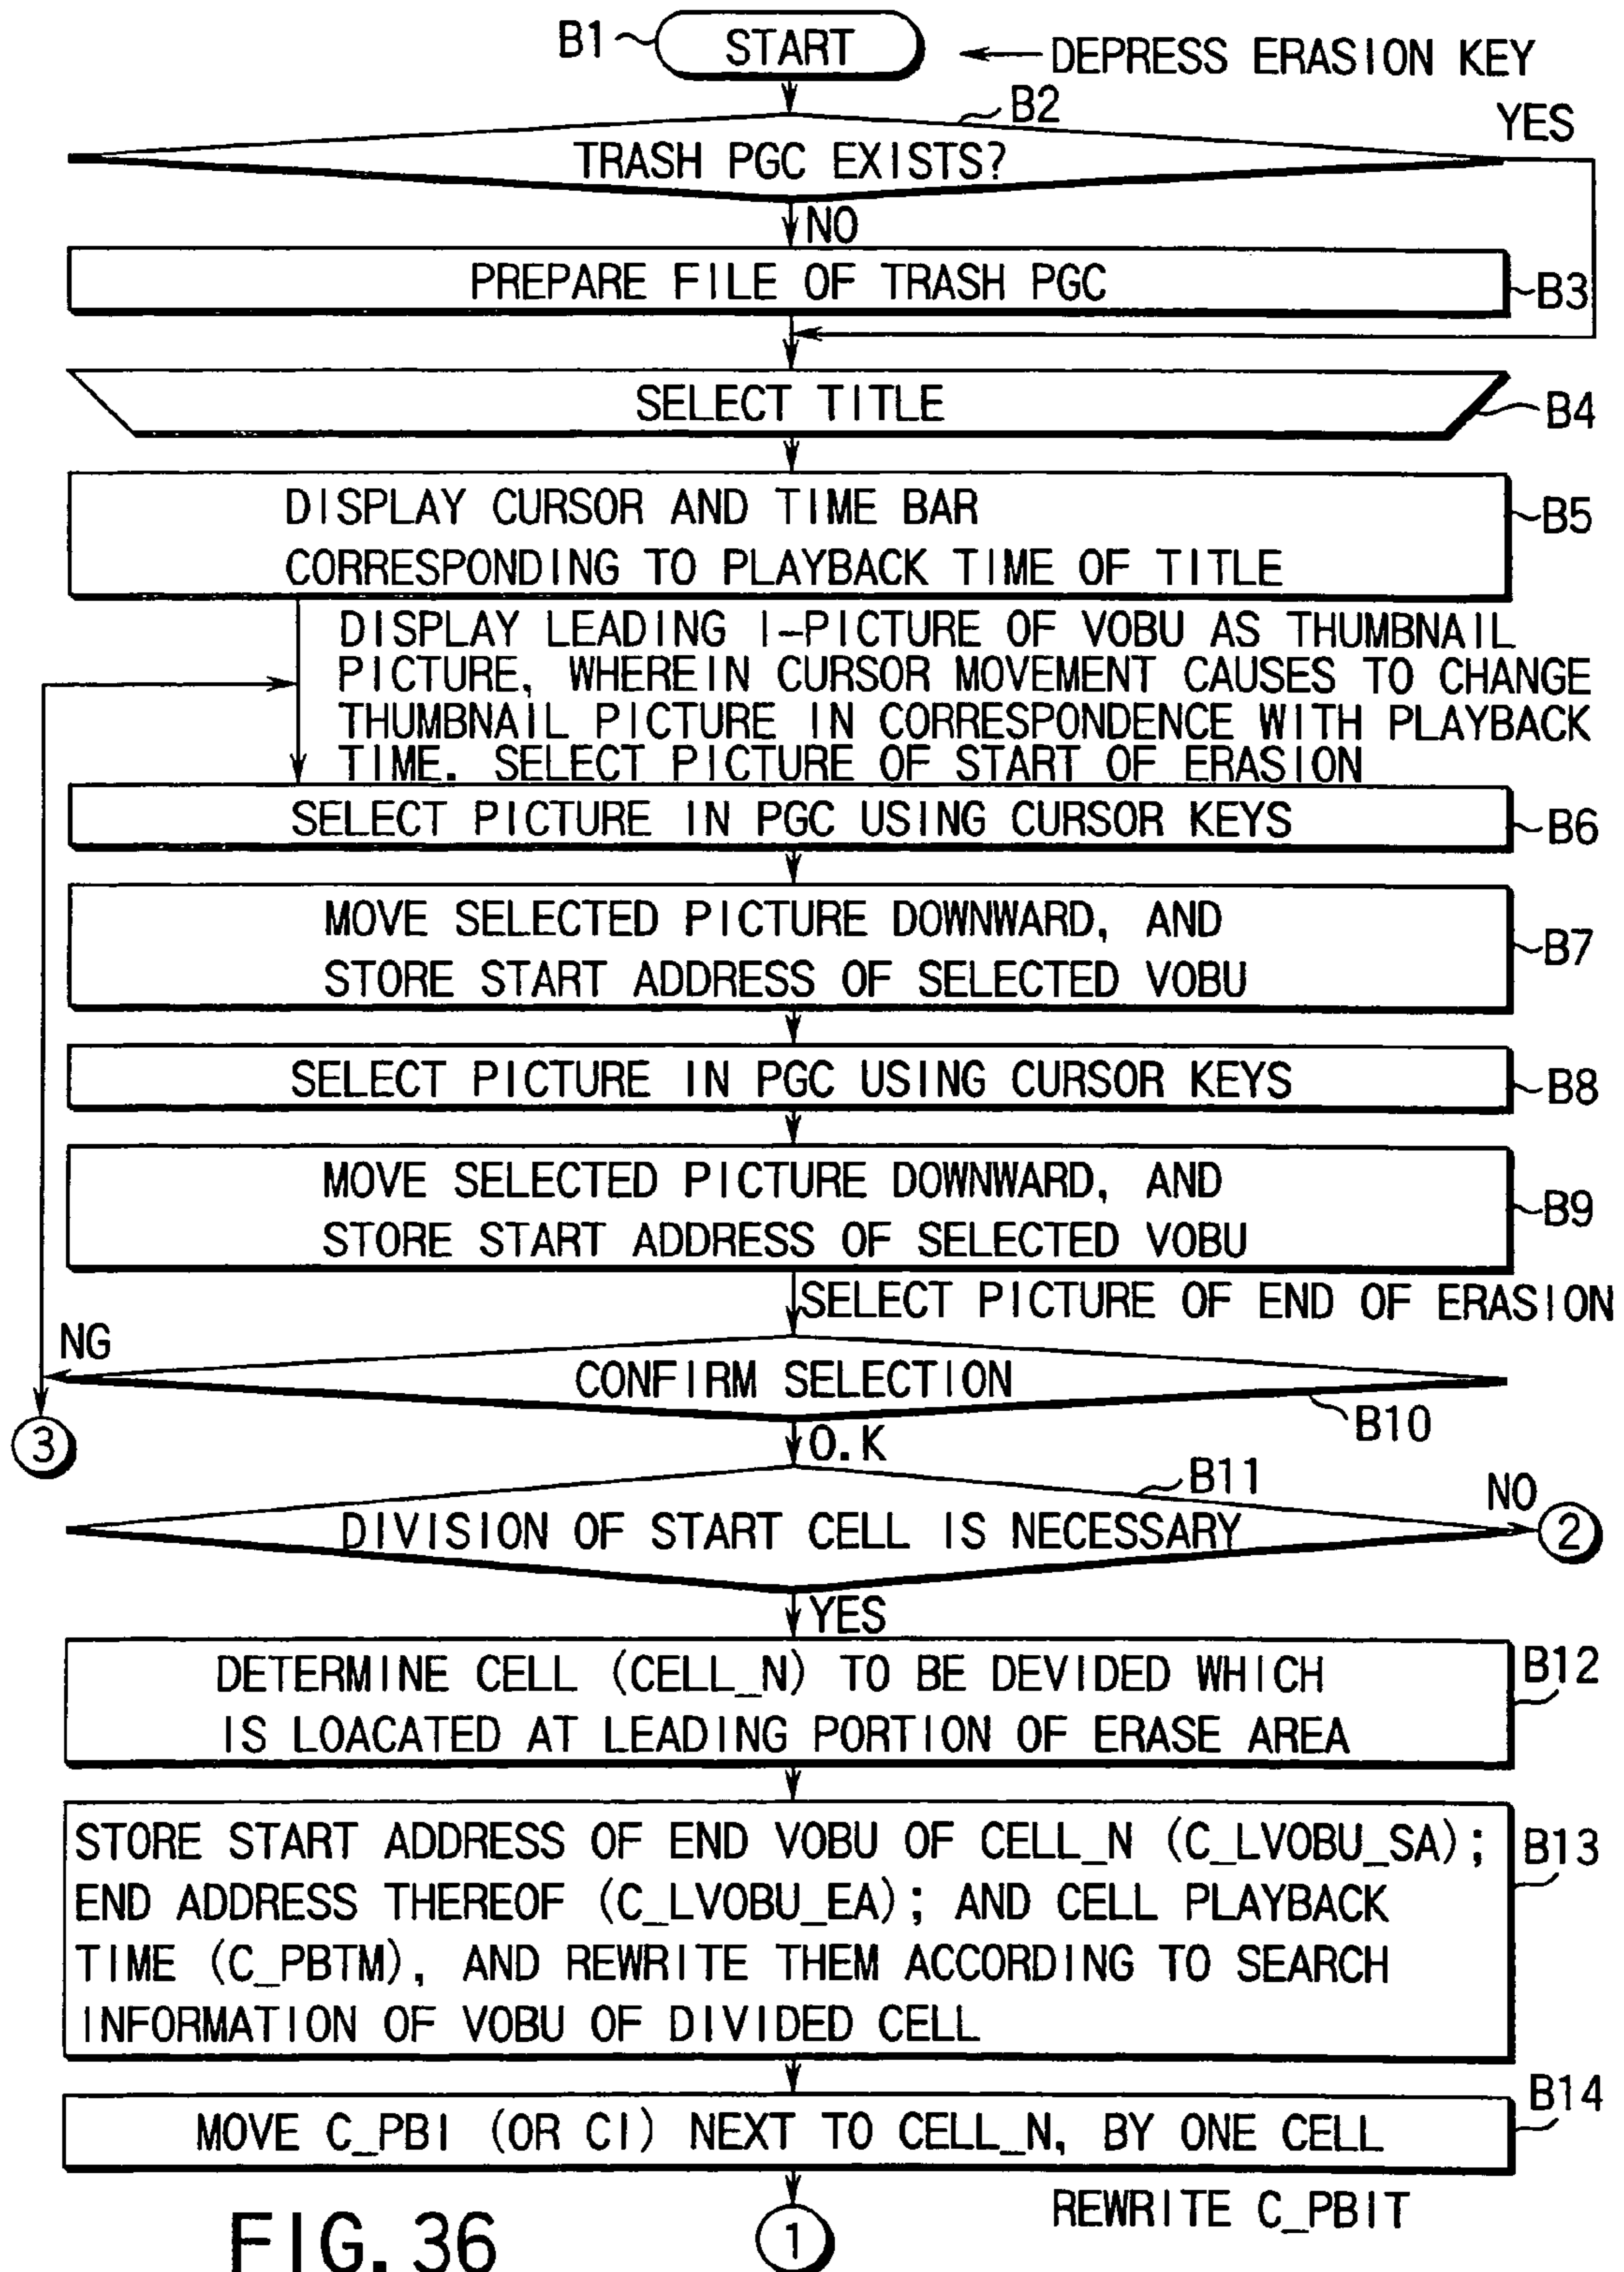 B1
START
DEPRESS ERASION KEY
B2
YES
TRASH PGC EXISTS?
NO
PREPARE FILE OF TRASH PGC
B3
SELECT TITLE
B4
DISPLAY CURSOR AND TIME BAR
CORRESPONDING TO PLAYBACK TIME OF TITLE
B5
DISPLAY LEADING I-PICTURE OF VOBU AS THUMBNAIL
PICTURE, WHEREIN CURSOR MOVEMENT CAUSES TO CHANGE
THUMBNAIL PICTURE IN CORRESPONDENCE WITH PLAYBACK
TIME. SELECT PICTURE OF START OF ERASION
SELECT PICTURE IN PGC USING CURSOR KEYS
B6
MOVE SELECTED PICTURE DOWNWARD, AND
STORE START ADDRESS OF SELECTED VOBU
B7
SELECT PICTURE IN PGC USING CURSOR KEYS
B8
MOVE SELECTED PICTURE DOWNWARD, AND
STORE START ADDRESS OF SELECTED VOBU
B9
SELECT PICTURE OF END OF ERASION
NG
CONFIRM SELECTION
B10
3
O.K
B11
NO
DIVISION OF START CELL IS NECESSARY
2
YES
DETERMINE CELL (CELL_N) TO BE DEVIDED WHICH
IS LOACATED AT LEADING PORTION OF ERASE AREA
B12
STORE START ADDRESS OF END VOBU OF CELL_N (C_LVOBU_SA);
END ADDRESS THEREOF (C_LVOBU_EA); AND CELL PLAYBACK
TIME (C_PBTM), AND REWRITE THEM ACCORDING TO SEARCH
INFORMATION OF VOBU OF DIVIDED CELL
B13
B14
MOVE C_PBI (OR CI) NEXT TO CELL_N, BY ONE CELL
REWRITE C_PBIT
1
FIG. 36